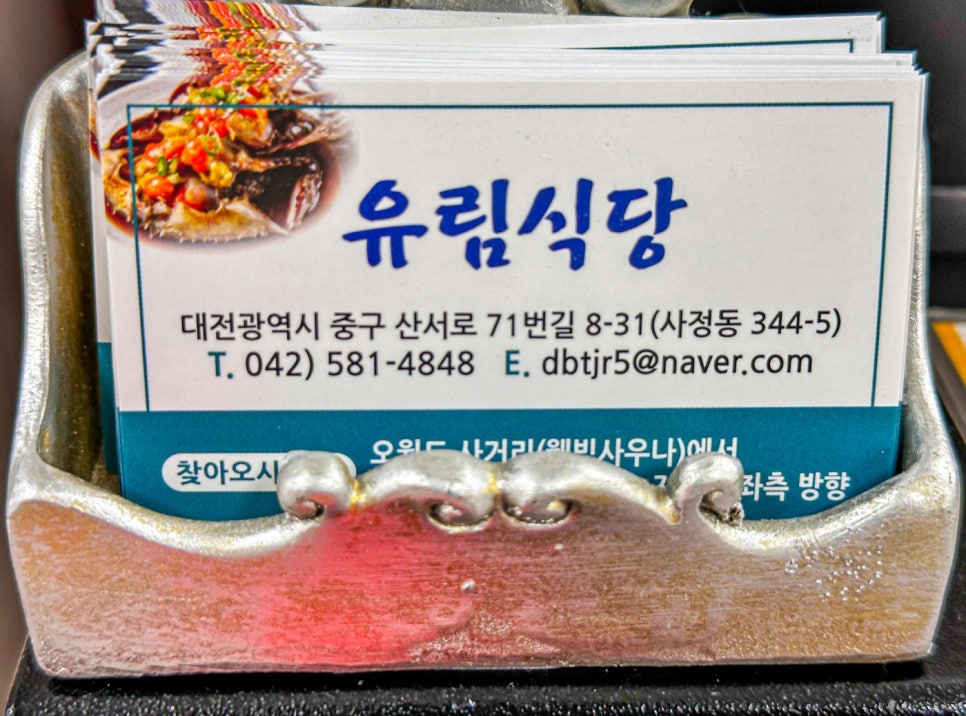 유림식당
대전광역시 중구 산서로 71번길 8-31(사정동 344-5)
T. 042) 581-4848 E. dbtjr5@naver.com
찾아오시
오월드 사거리(웰빙사우나)에서
좌측 방향